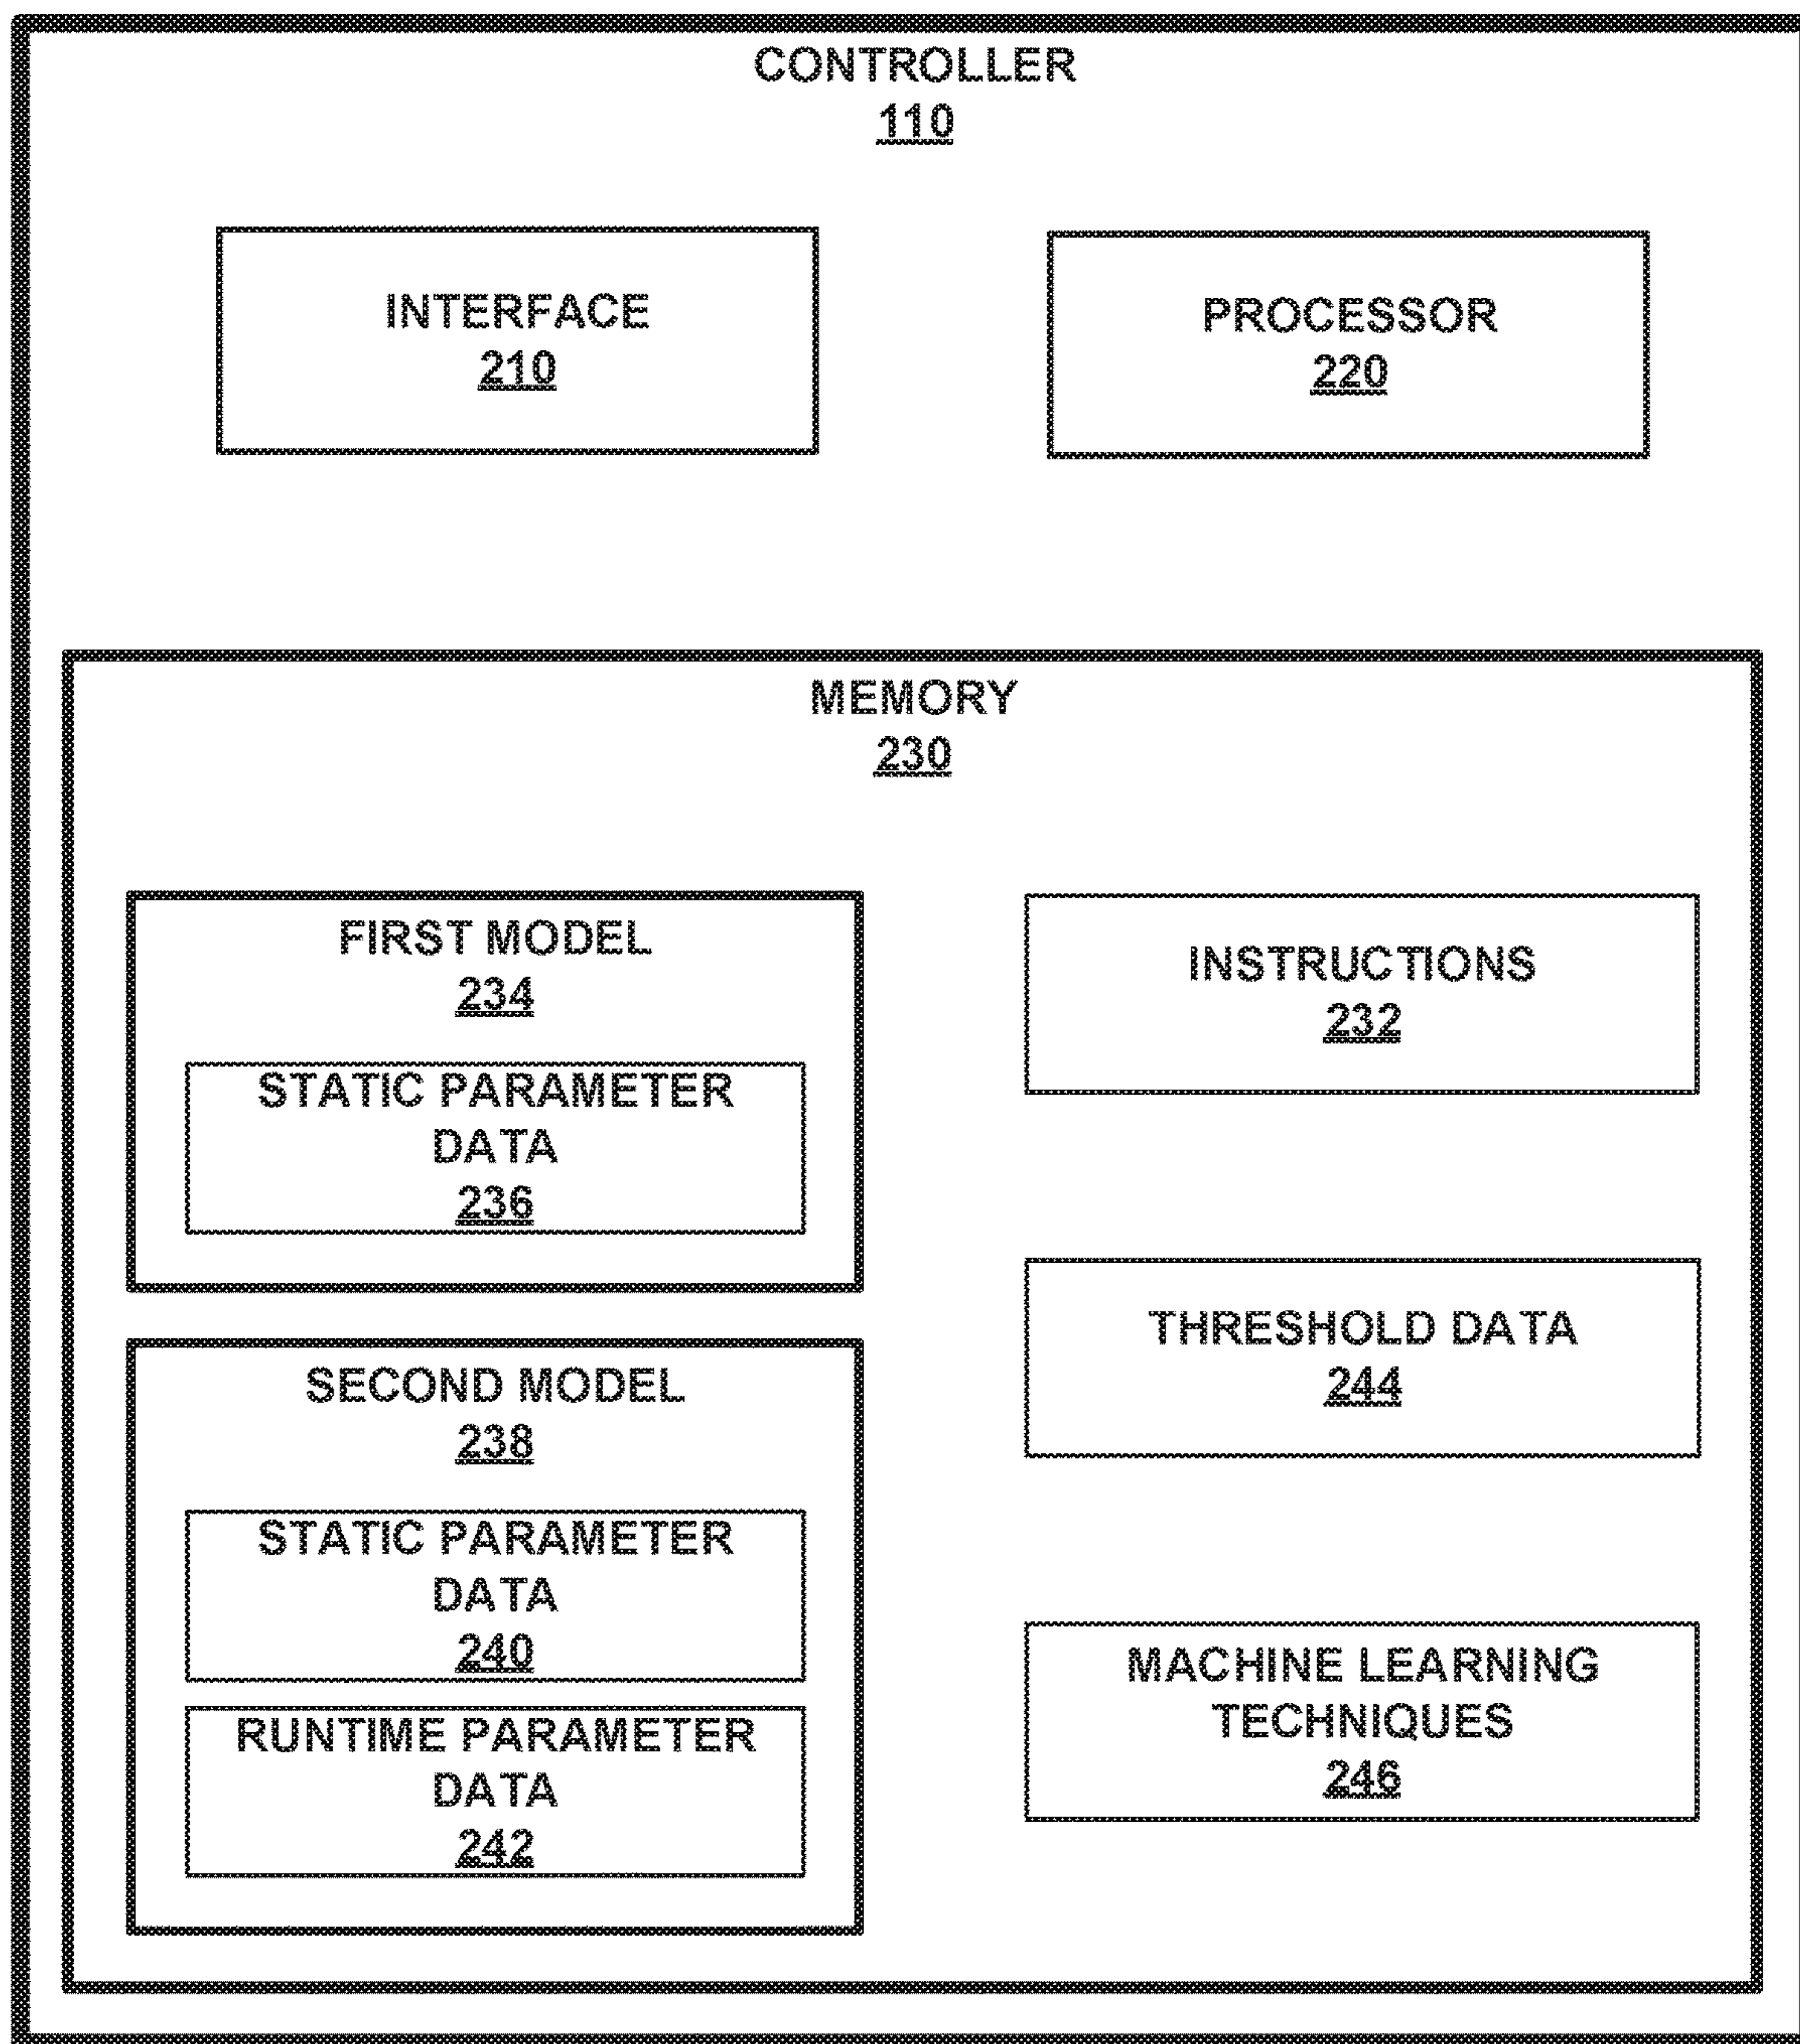 CONTROLLER
110
INTERFACE
210
PROCESSOR
220
MEMORY
230
FIRST MODEL
234
STATIC PARAMETER
DATA
236
SECOND MODEL
238
STATIC PARAMETER
DATA
240
RUNTIME PARAMETER
DATA
242
INSTRUCTIONS
232
THRESHOLD DATA
244
MACHINE LEARNING
TECHNIQUES
246